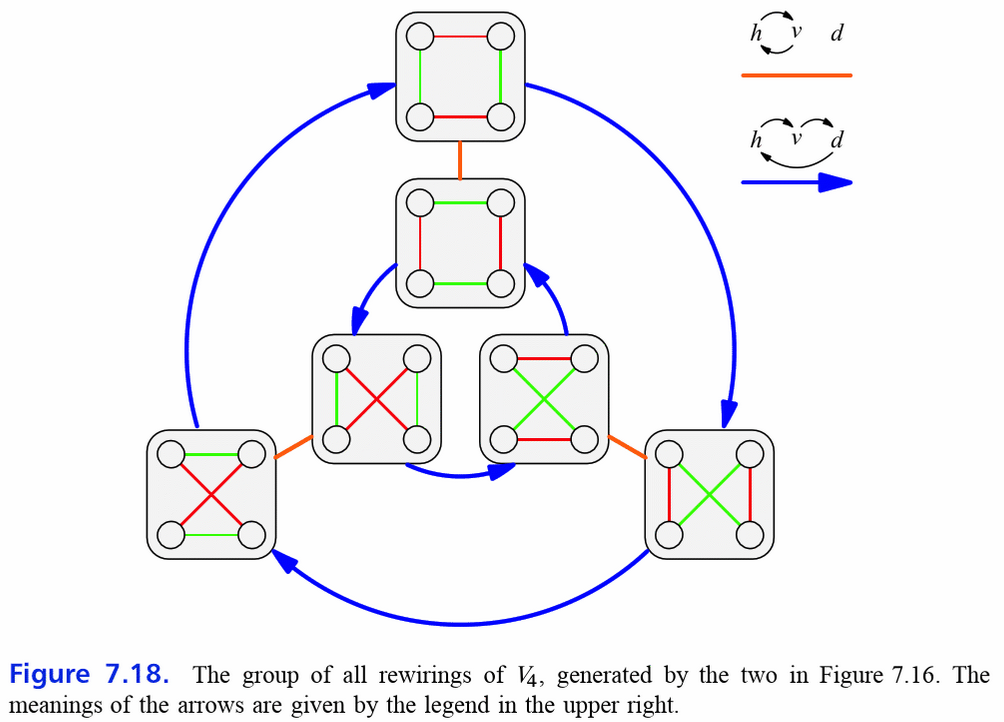 h v d
h v d
Figure 7.18. The group of all rewirings of V4, generated by the two in Figure 7.16. The
meanings of the arrows are given by the legend in the upper right.